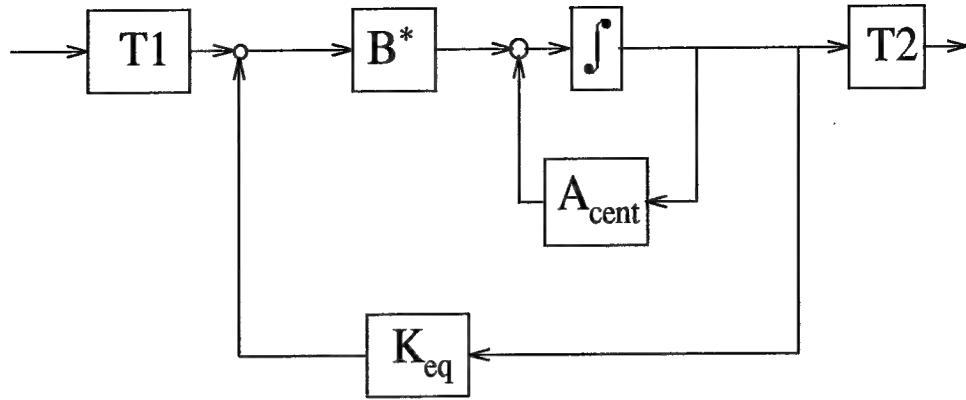 T1
B*
∫
T2
A_cent
K_eq